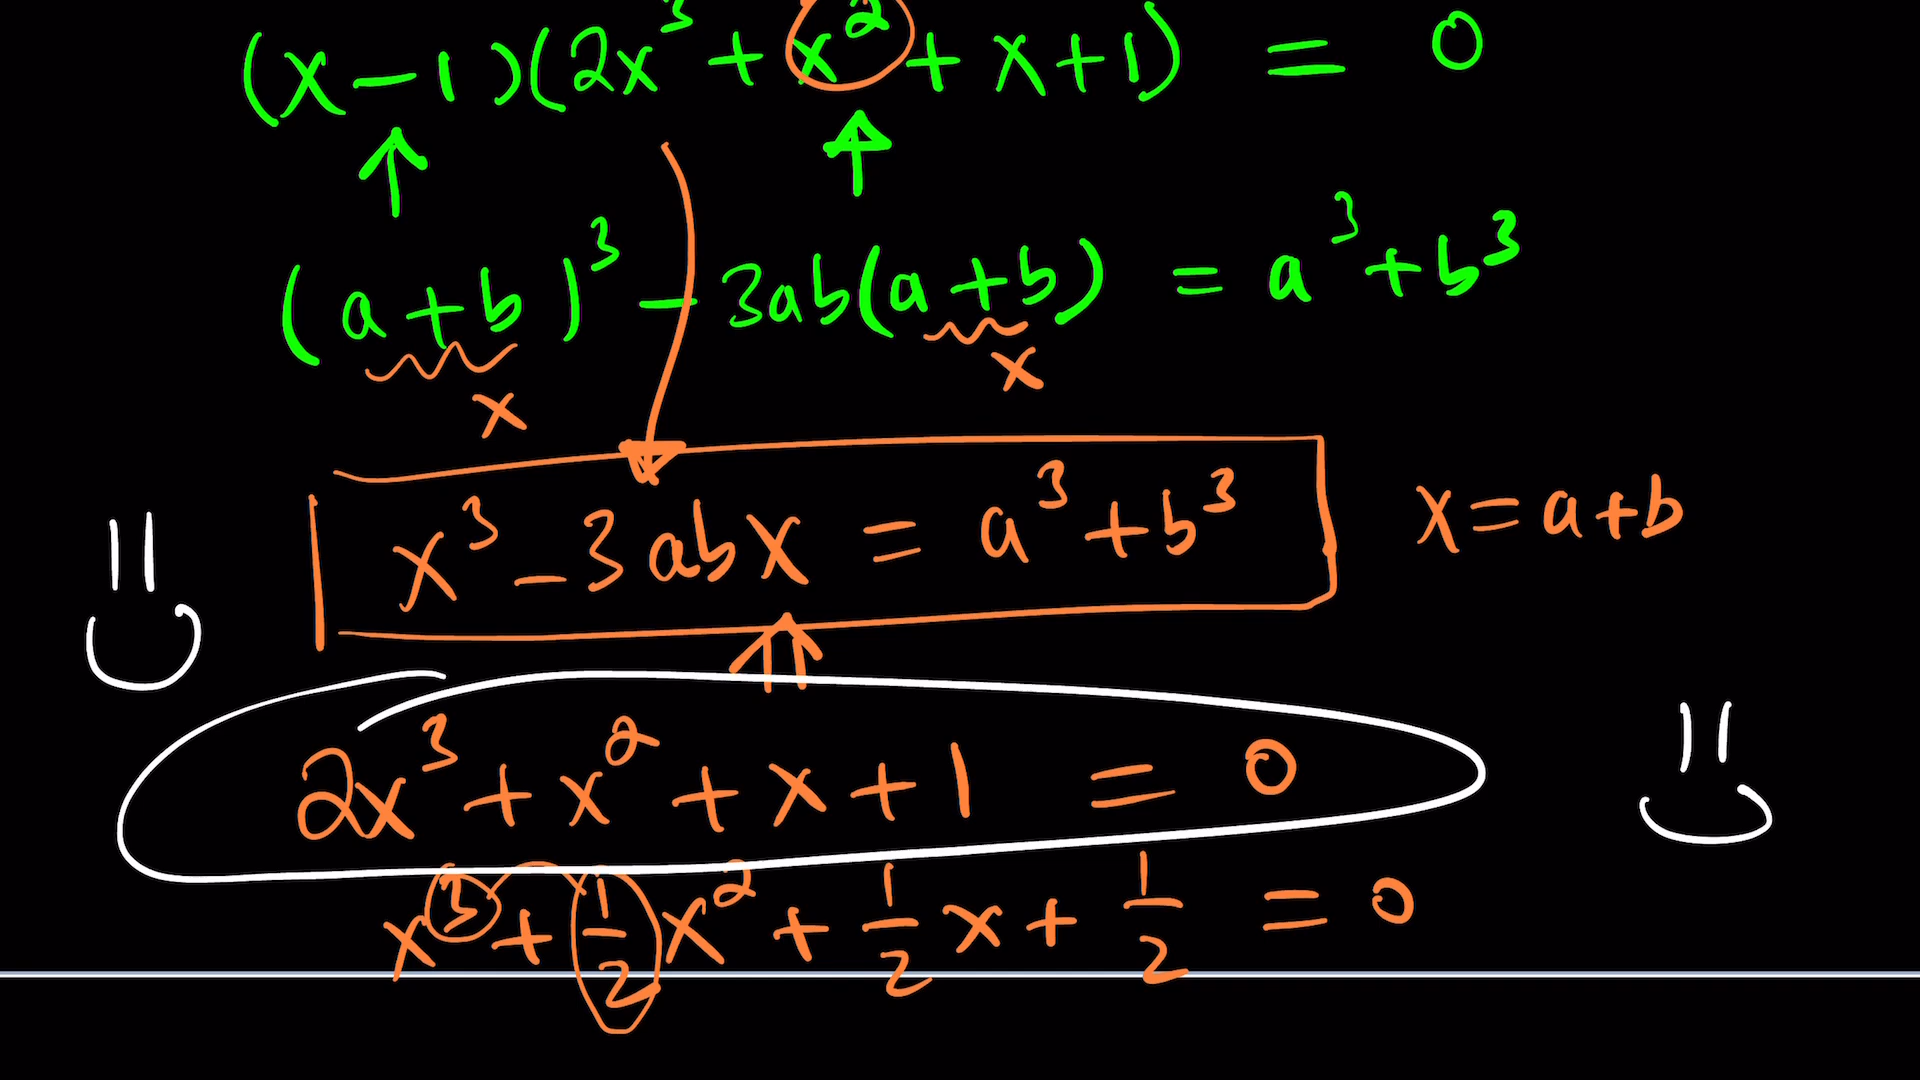 (x-1)(2x³+x²+x+1) = 0
(a+b)³-3ab(a+b) = a³+b³
x x
x³-3abx = a³+b³ x=a+b
2x³+x²+x+1 = 0
x³+½x²+½x+½ = 0